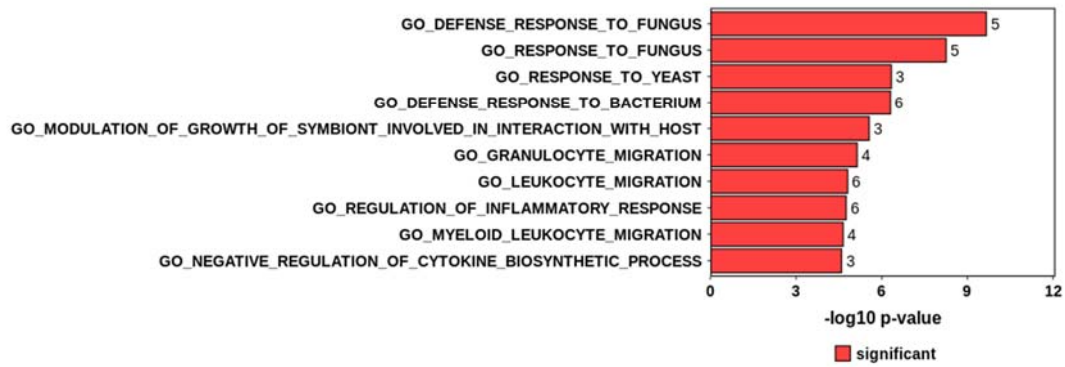 GO_DEFENSE_RESPONSE_TO_FUNGUS 5
GO_RESPONSE_TO_FUNGUS 5
GO_RESPONSE_TO_YEAST 3
GO_DEFENSE_RESPONSE_TO_BACTERIUM 6
GO_MODULATION_OF_GROWTH_OF_SYMBIONT_INVOLVED_IN_INTERACTION_WITH_HOST 3
GO_GRANULOCYTE_MIGRATION 4
GO_LEUKOCYTE_MIGRATION 6
GO_REGULATION_OF_INFLAMMATORY_RESPONSE 6
GO_MYELOID_LEUKOCYTE_MIGRATION 4
GO_NEGATIVE_REGULATION_OF_CYTOKINE_BIOSYNTHETIC_PROCESS 3
0 3 6 9 12
-log10 p-value
significant